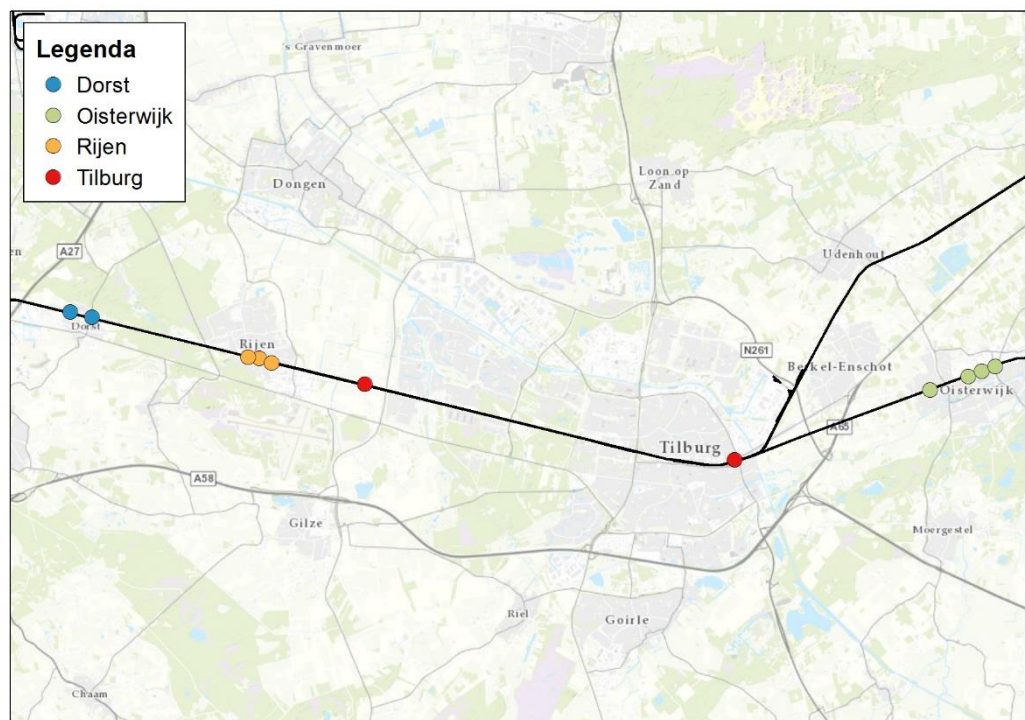 Legenda
Dorst
Oisterwijk
Rijen
Tilburg
's Gravenmoer
Dongen
Loon op
Zand
A27
en
Udenhout
Dorst
Rijen
N261
Berkel-Enschot
Oisterwijk
A65
Tilburg
A58
Gilze
Moergestel
Riel
Goirle
Chaam